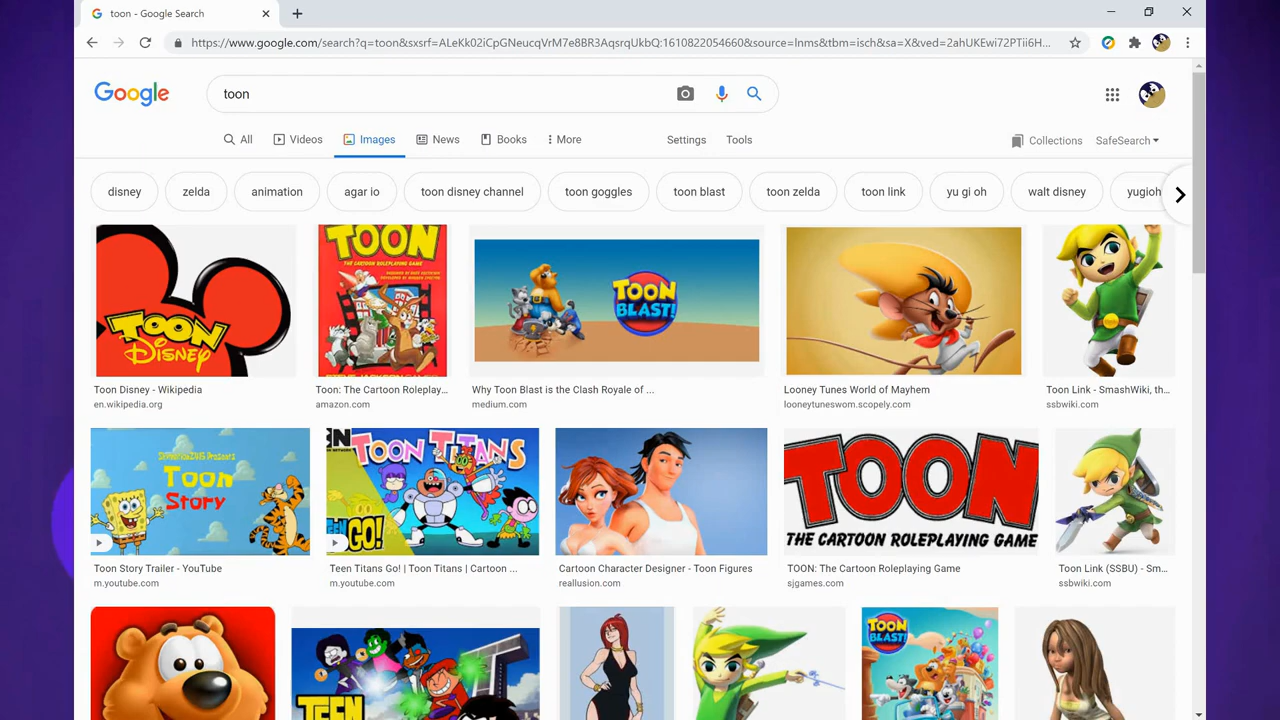 toon - Google Search
https://www.google.com/search?q=toon&sxsrf=ALeKk02iCpGNeucqVrM7e8BR3AqsrqUkbQ:1610822054660&source=lnms&tbm=isch&sa=X&ved=2ahUKEwi72PTii6H...
Google
toon
All
Videos
Images
News
Books
More
Settings
Tools
Collections
SafeSearch
disney
zelda
animation
agar io
toon disney channel
toon goggles
toon blast
toon zelda
toon link
yu gi oh
walt disney
yugioh
TOON
DISNEY
TOON
THE CARTOON ROLEPLAYING GAME
TOON
BLAST!
Toon Disney - Wikipedia
en.wikipedia.org
Toon: The Cartoon Roleplay...
amazon.com
Why Toon Blast is the Clash Royale of ...
medium.com
Looney Tunes World of Mayhem
looneytuneswom.scopely.com
Toon Link - SmashWiki, th...
ssbwiki.com
Toon
Story
TOON TITANS
GO!
TOON
THE CARTOON ROLEPLAYING GAME
Toon Story Trailer - YouTube
m.youtube.com
Teen Titans Go! | Toon Titans | Cartoon ...
m.youtube.com
Cartoon Character Designer - Toon Figures
reallusion.com
TOON: The Cartoon Roleplaying Game
sjgames.com
Toon Link (SSBU) - Sm...
ssbwiki.com
TEEN
TOON
BLAST!